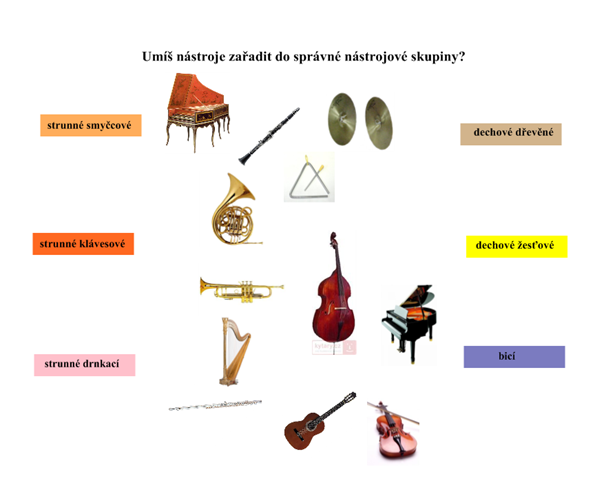 Umíš nástroje zařadit do správné nástrojové skupiny?
strunné smyčcové
dechové dřevěné
strunné klávesové
dechové žesťové
strunné drnkací
bicí